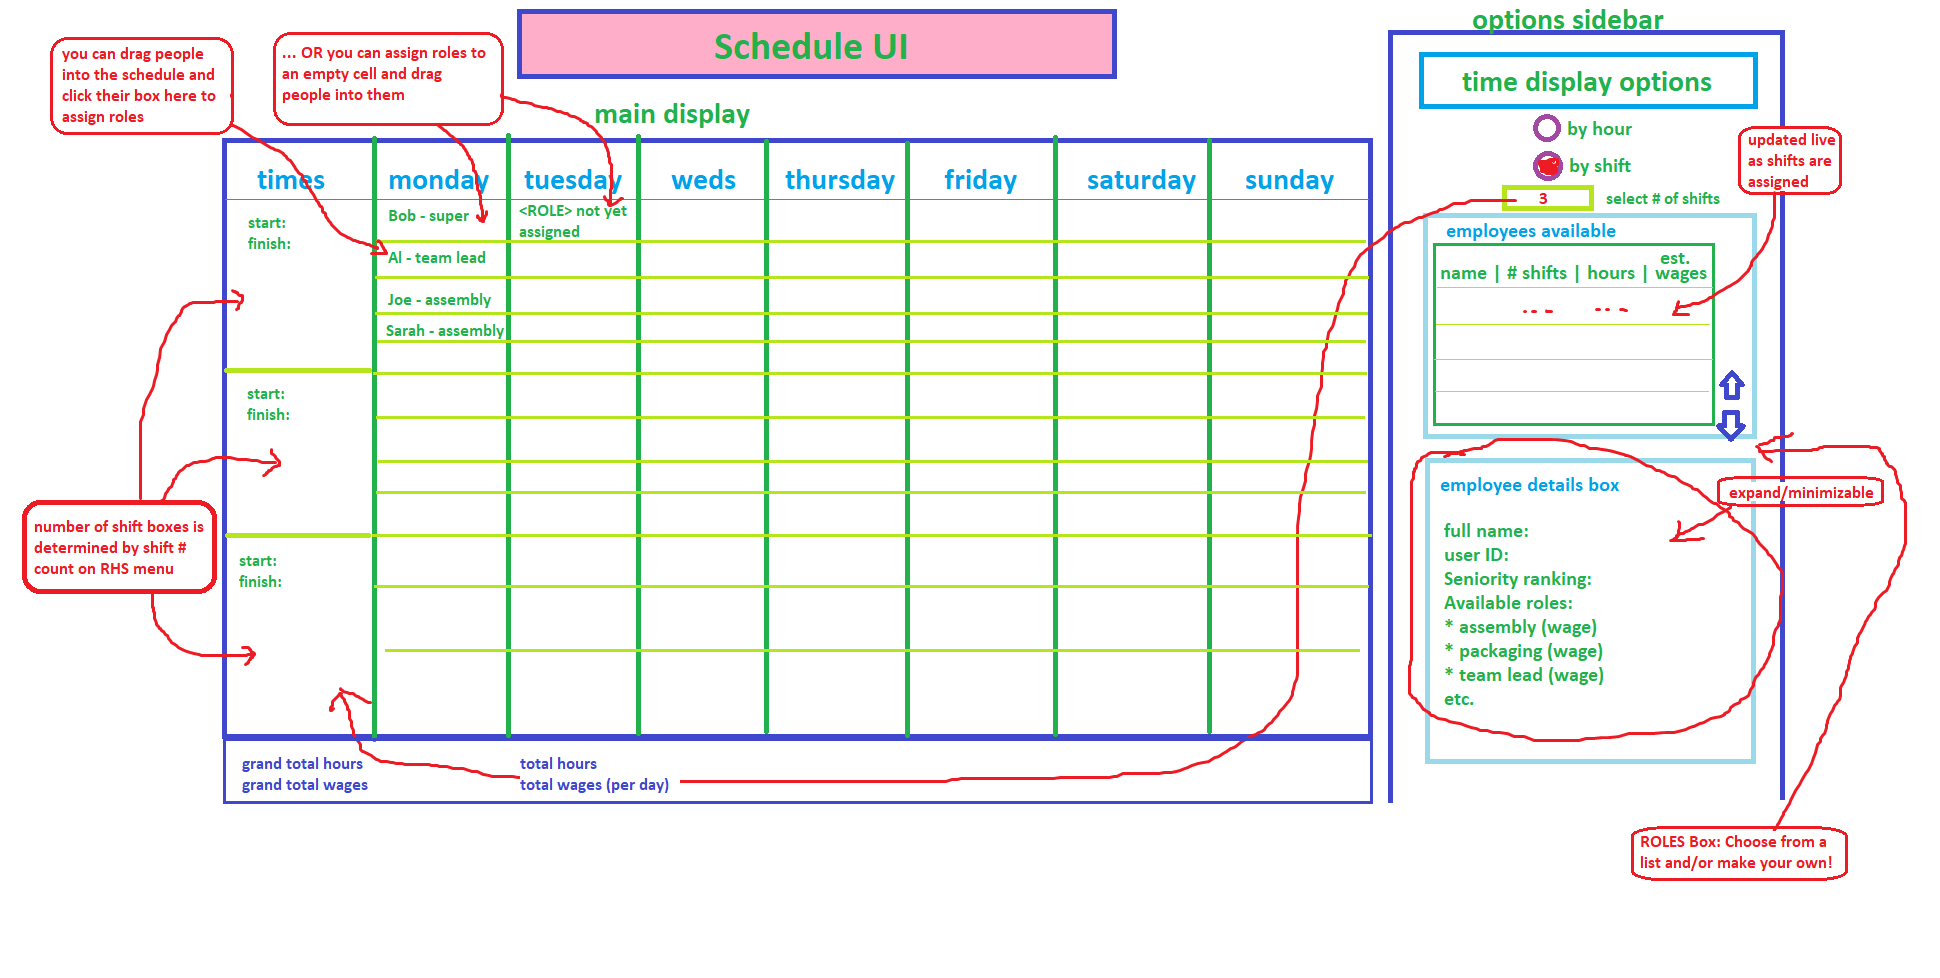 Schedule UI
options sidebar
you can drag people
into the schedule and
click their box here to
assign roles
... OR you can assign roles to
an empty cell and drag
people into them
main display
times
monday
tuesday
weds
thursday
friday
saturday
sunday
start:
finish:
Bob - super
<ROLE> not yet
assigned
Al - team lead
Joe - assembly
Sarah - assembly
start:
finish:
start:
finish:
number of shift boxes is
determined by shift #
count on RHS menu
grand total hours
grand total wages
total hours
total wages (per day)
time display options
by hour
by shift
3 select # of shifts
updated live
as shifts are
assigned
employees available
est.
name | # shifts | hours | wages
... ...
employee details box
expand/minimizable
full name:
user ID:
Seniority ranking:
Available roles:
* assembly (wage)
* packaging (wage)
* team lead (wage)
etc.
ROLES Box: Choose from a
list and/or make your own!